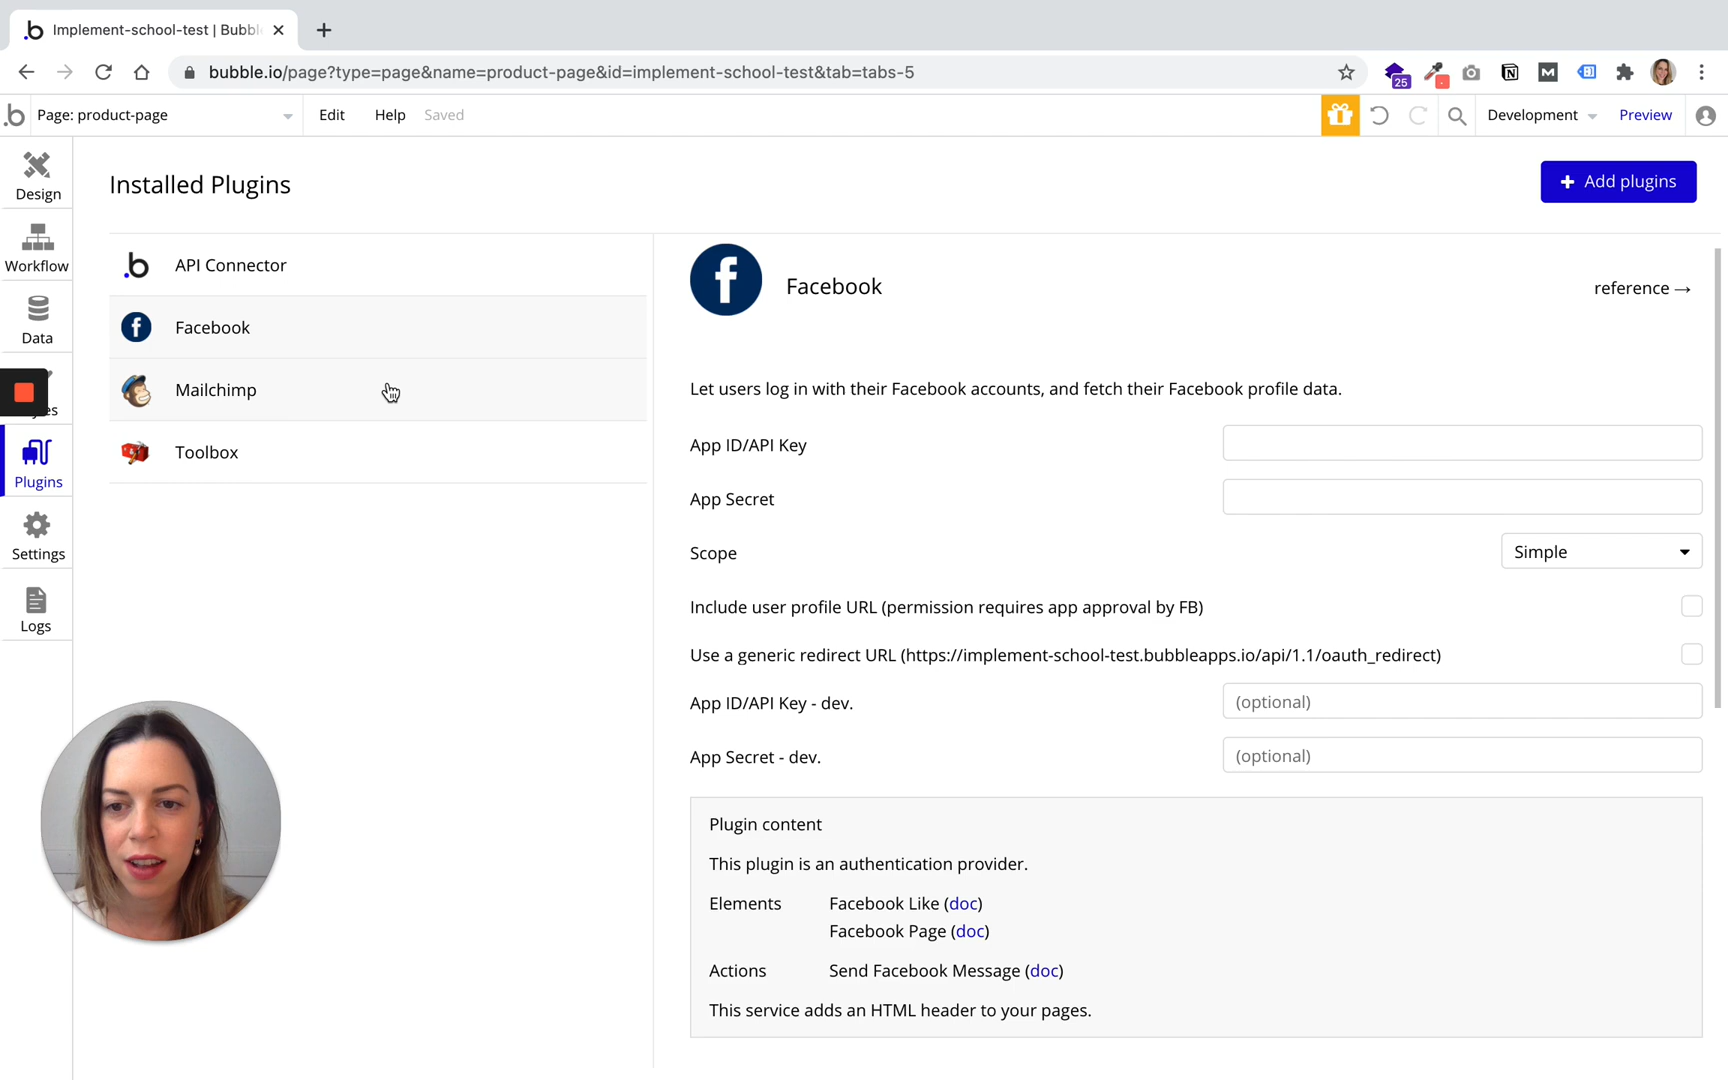 Implement-school-test | Bubbl
bubble.io/page?type=page&name=product-page&id=implement-school-test&tab=tabs-5
25
Page: product-page
Edit
Help
Saved
Development
Preview
Design
Workflow
Data
Plugins
Settings
Logs
Installed Plugins
+ Add plugins
API Connector
Facebook
Mailchimp
Toolbox
Facebook
reference →
Let users log in with their Facebook accounts, and fetch their Facebook profile data.
App ID/API Key
App Secret
Scope
Simple
Include user profile URL (permission requires app approval by FB)
Use a generic redirect URL (https://implement-school-test.bubbleapps.io/api/1.1/oauth_redirect)
App ID/API Key - dev.
(optional)
App Secret - dev.
(optional)
Plugin content
This plugin is an authentication provider.
Elements
Facebook Like (doc)
Facebook Page (doc)
Actions
Send Facebook Message (doc)
This service adds an HTML header to your pages.